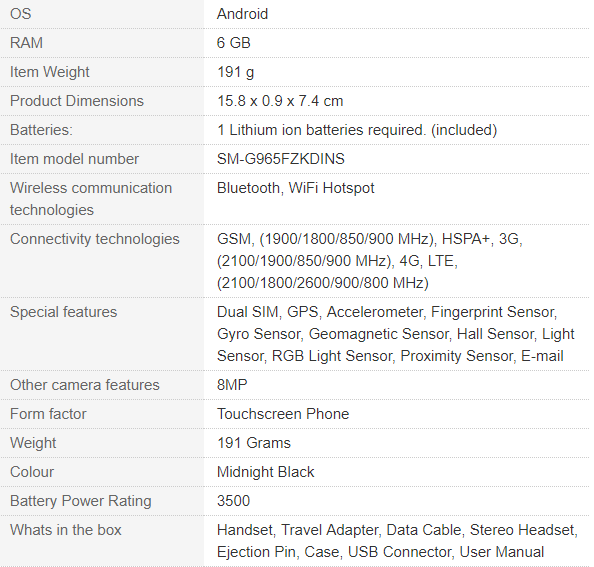 OS Android
RAM 6 GB
Item Weight 191 g
Product Dimensions 15.8 x 0.9 x 7.4 cm
Batteries: 1 Lithium ion batteries required. (included)
Item model number SM-G965FZKDINS
Wireless communication Bluetooth, WiFi Hotspot
technologies
Connectivity technologies GSM, (1900/1800/850/900 MHz), HSPA+, 3G,
(2100/1900/850/900 MHz), 4G, LTE,
(2100/1800/2600/900/800 MHz)
Special features Dual SIM, GPS, Accelerometer, Fingerprint Sensor,
Gyro Sensor, Geomagnetic Sensor, Hall Sensor, Light
Sensor, RGB Light Sensor, Proximity Sensor, E-mail
Other camera features 8MP
Form factor Touchscreen Phone
Weight 191 Grams
Colour Midnight Black
Battery Power Rating 3500
Whats in the box Handset, Travel Adapter, Data Cable, Stereo Headset,
Ejection Pin, Case, USB Connector, User Manual